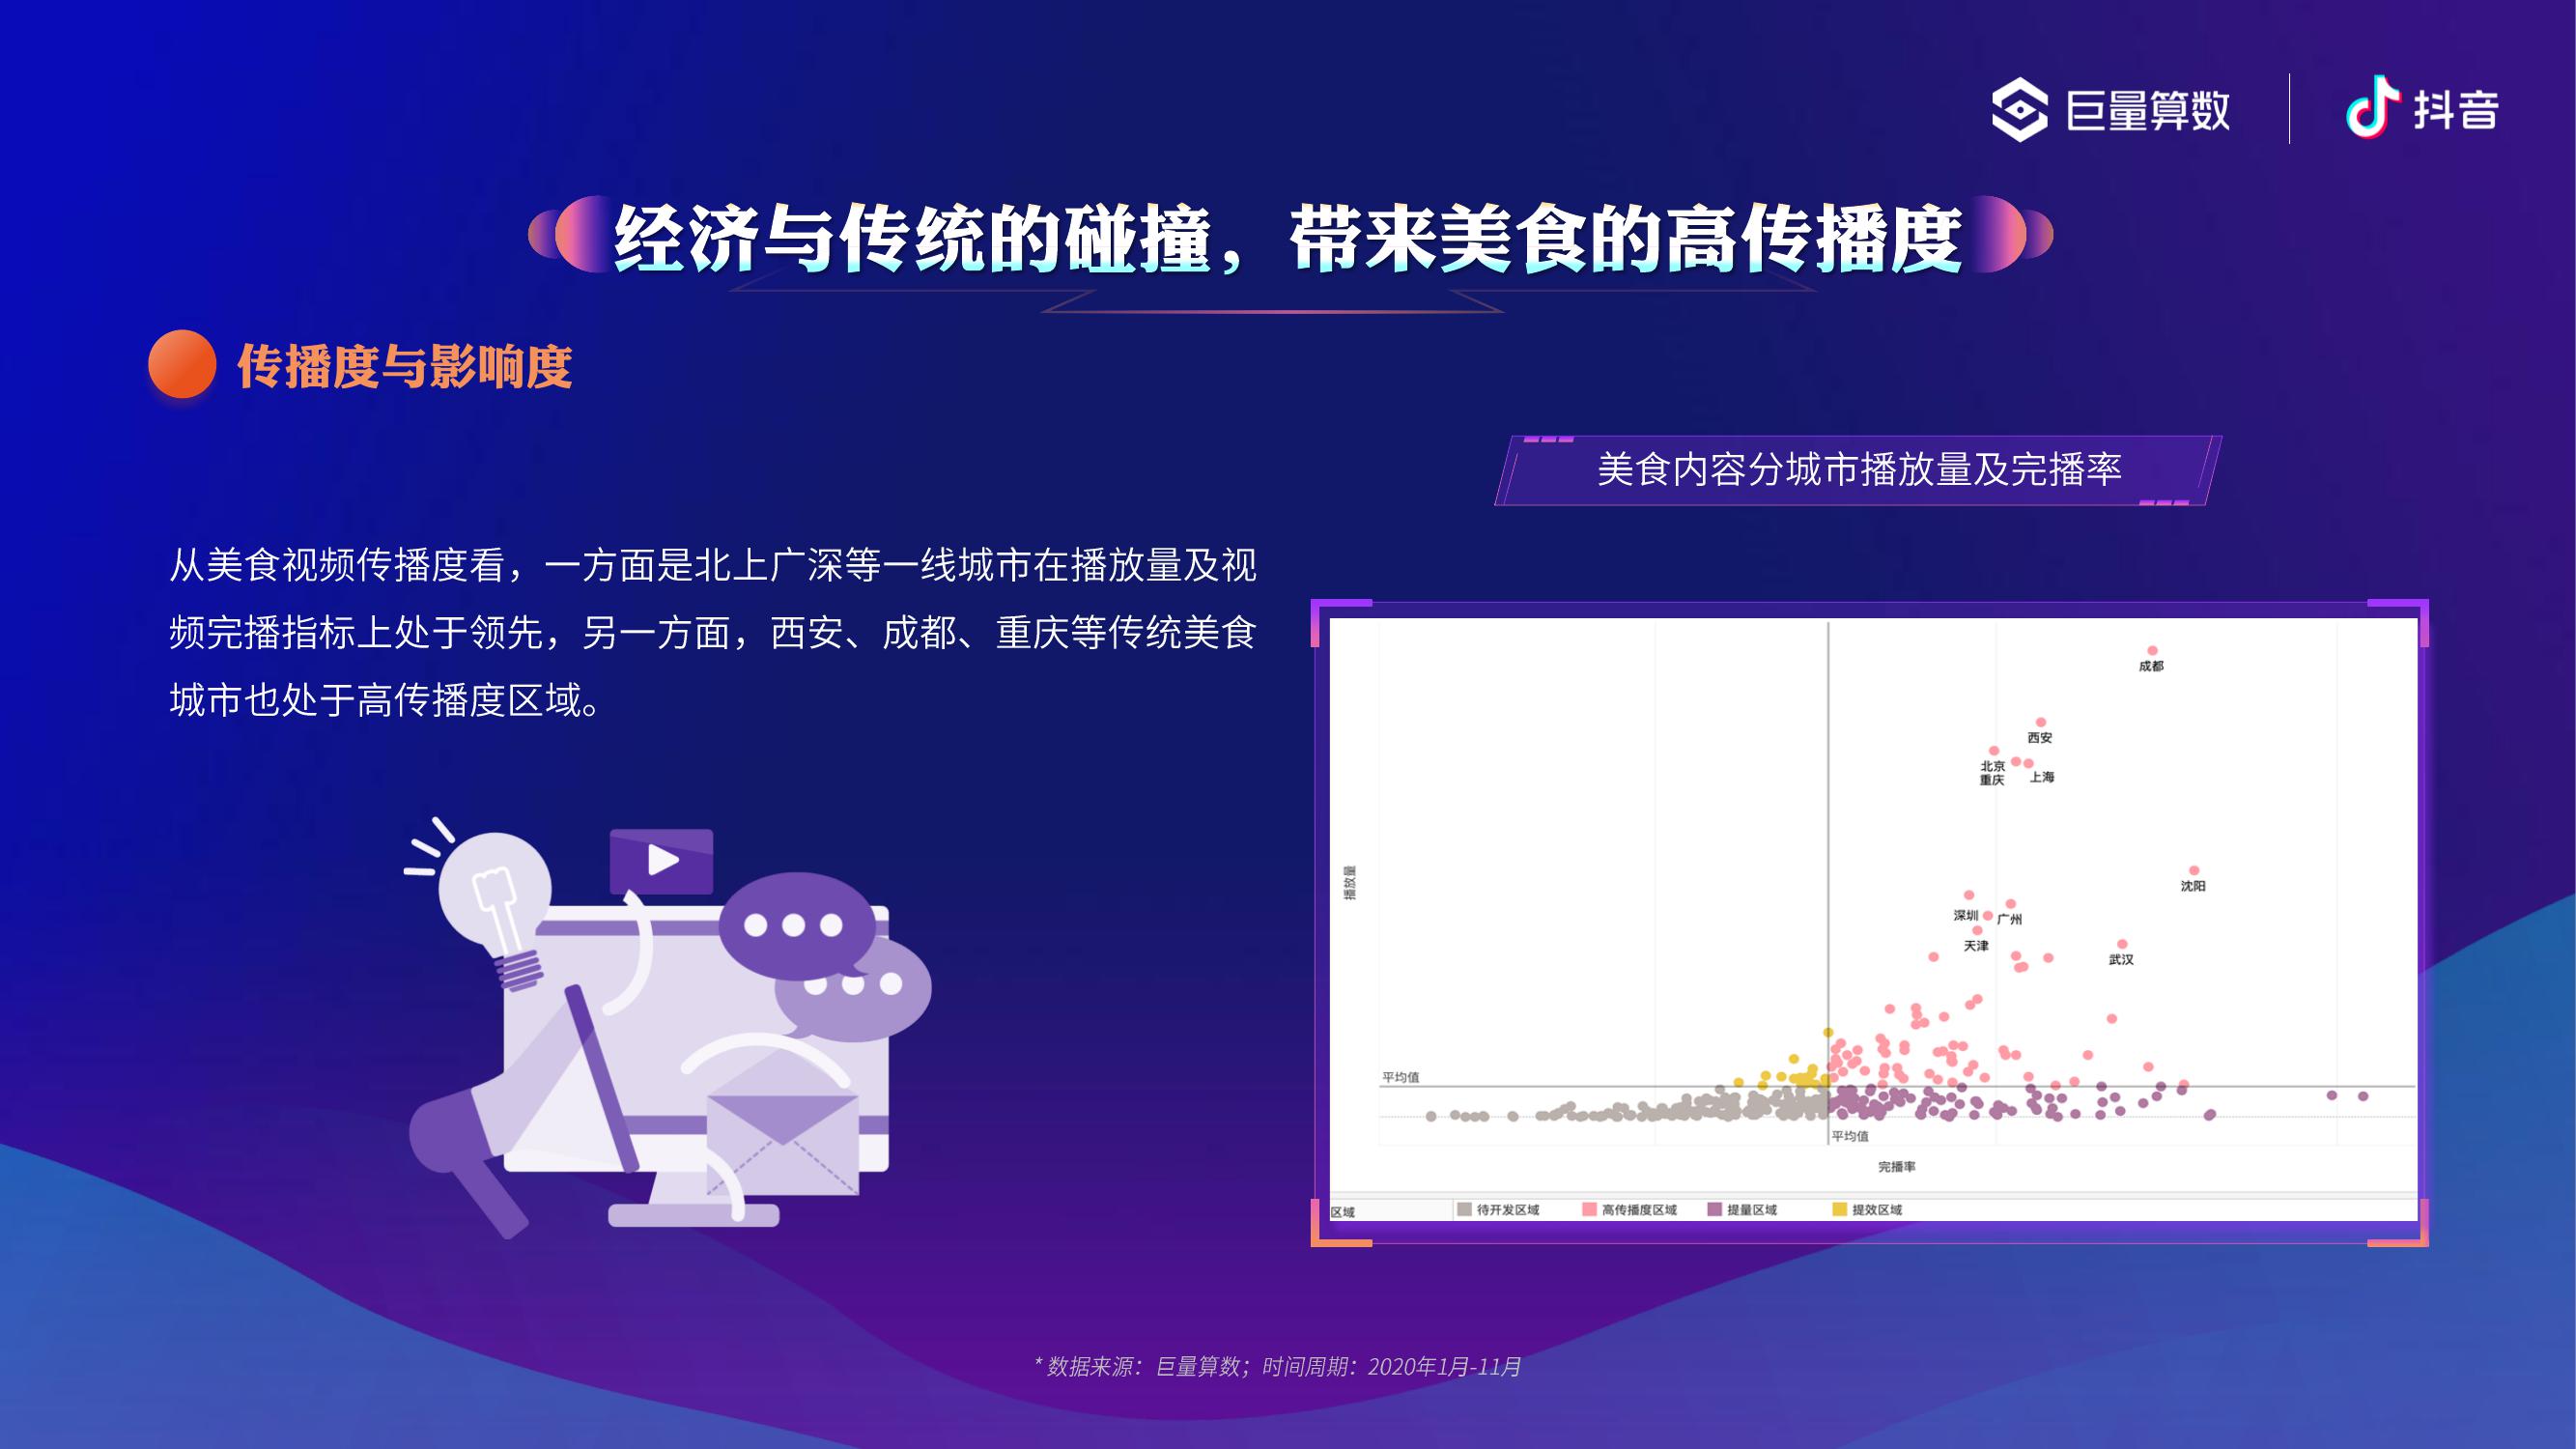 巨量算数
抖音
经济与传统的碰撞，带来美食的高传播度
传播度与影响度
美食内容分城市播放量及完播率
从美食视频传播度看，一方面是北上广深等一线城市在播放量及视
频完播指标上处于领先，另一方面，西安、成都、重庆等传统美食
城市也处于高传播度区域。
成都
西安
北京
重庆
上海
沈阳
深圳
广州
天津
武汉
播放量
平均值
平均值
完播率
区域
待开发区域
高传播度区域
提量区域
提效区域
* 数据来源：巨量算数；时间周期：2020年1月-11月